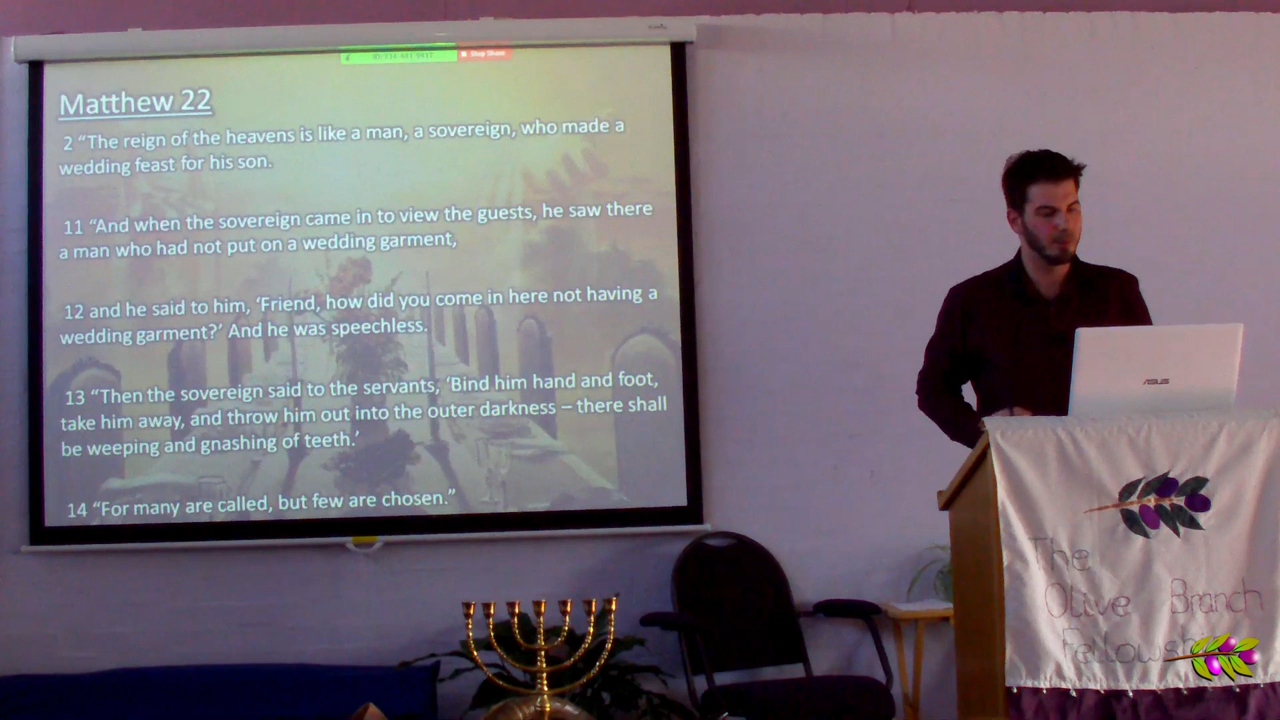 Stop Share
Matthew 22
2 “The reign of the heavens is like a man, a sovereign, who made a
wedding feast for his son.
11 “And when the sovereign came in to view the guests, he saw there
a man who had not put on a wedding garment,
12 and he said to him, ‘Friend, how did you come in here not having a
wedding garment?’ And he was speechless.
13 “Then the sovereign said to the servants, ‘Bind him hand and foot,
take him away, and throw him out into the outer darkness – there shall
be weeping and gnashing of teeth.’
14 “For many are called, but few are chosen.”
ASUS
The
Olive Branch